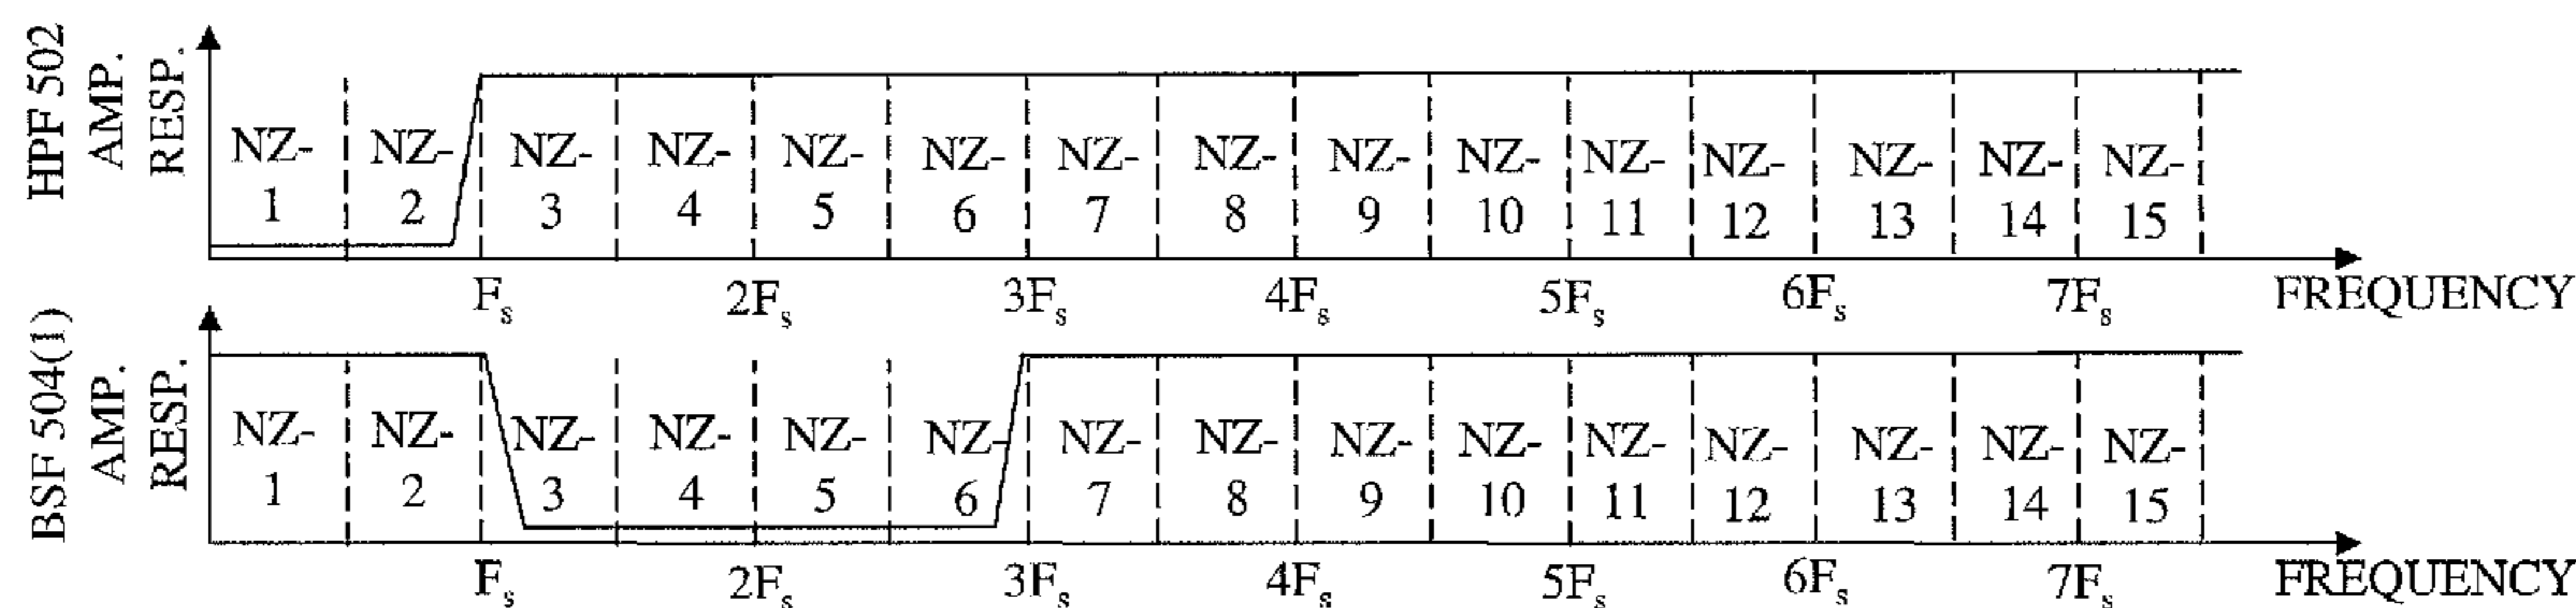 HPF 502
AMP.
RESP.
NZ-1 NZ-2 NZ-3 NZ-4 NZ-5 NZ-6 NZ-7 NZ-8 NZ-9 NZ-10 NZ-11 NZ-12 NZ-13 NZ-14 NZ-15
Fs 2Fs 3Fs 4Fs 5Fs 6Fs 7Fs FREQUENCY
BSF 504(1)
AMP.
RESP.
NZ-1 NZ-2 NZ-3 NZ-4 NZ-5 NZ-6 NZ-7 NZ-8 NZ-9 NZ-10 NZ-11 NZ-12 NZ-13 NZ-14 NZ-15
Fs 2Fs 3Fs 4Fs 5Fs 6Fs 7Fs FREQUENCY